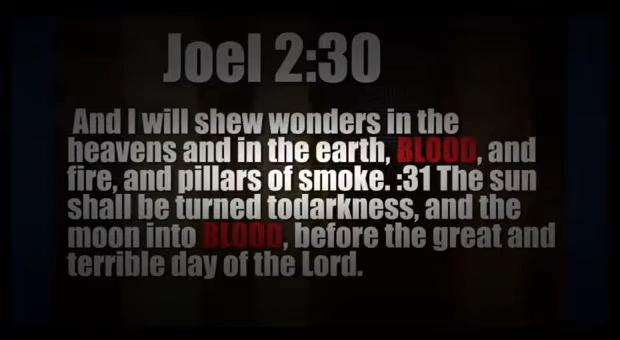 Joel 2:30
And I will shew wonders in the
heavens and in the earth, BLOOD, and
fire, and pillars of smoke. :31 The sun
shall be turned todarkness, and the
moon into BLOOD, before the great and
terrible day of the Lord.